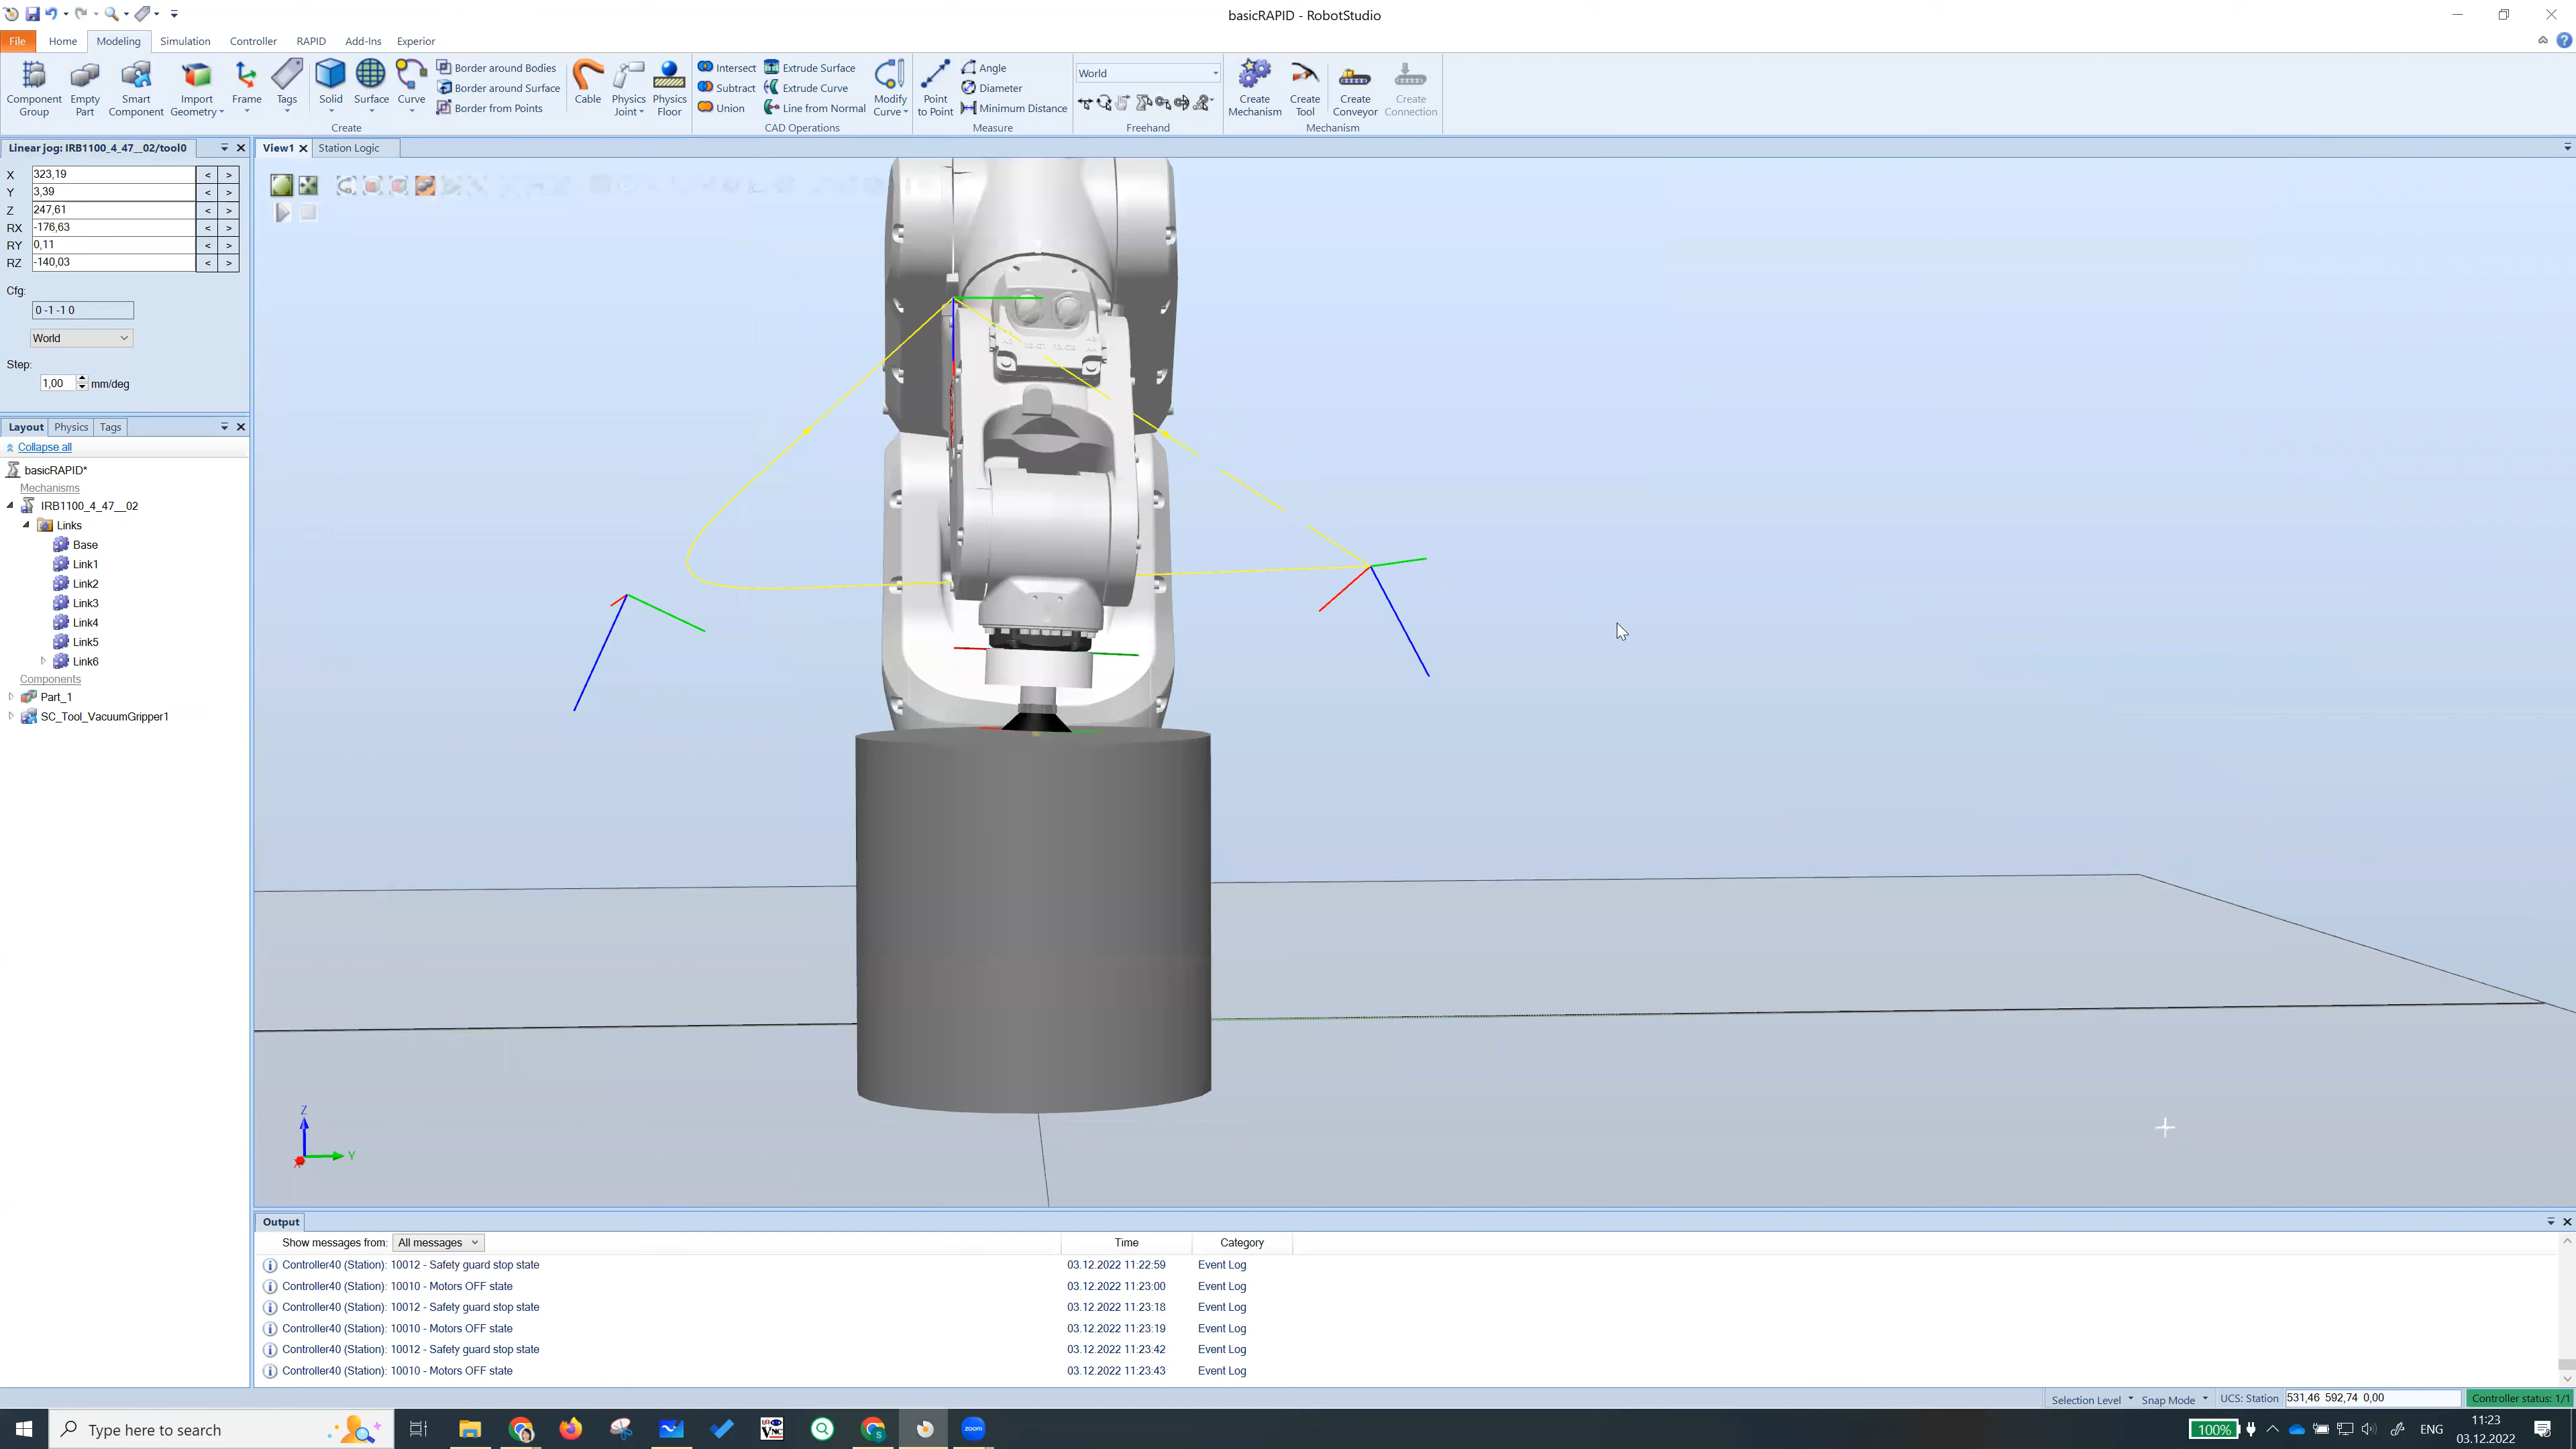 basicRAPID - RobotStudio
File Home Modeling Simulation Controller RAPID Add-Ins Experior
Component Group
Empty Part
Smart Component
Import Geometry
Frame
Tags
Solid
Surface
Curve
Border around Bodies
Border around Surface
Border from Points
Create
Cable
Physics Joint
Physics Floor
Intersect
Subtract
Union
Extrude Surface
Extrude Curve
Line from Normal
Modify Curve
CAD Operations
Point to Point
Angle
Diameter
Minimum Distance
Measure
World
Freehand
Create Mechanism
Create Tool
Create Conveyor
Create Connection
Mechanism
Linear jog: IRB1100_4_47__02/tool0
X 323,19 < >
Y 3,39 < >
Z 247,61 < >
RX -176,63 < >
RY 0,11 < >
RZ -140,03 < >
Cfg:
0 -1 -1 0
World
Step:
1,00 mm/deg
Layout Physics Tags
Collapse all
basicRAPID*
Mechanisms
IRB1100_4_47__02
Links
Base
Link1
Link2
Link3
Link4
Link5
Link6
Components
Part_1
SC_Tool_VacuumGripper1
View1 Station Logic
Z
Y
Output
Show messages from: All messages Time Category
Controller40 (Station): 10012 - Safety guard stop state 03.12.2022 11:22:59 Event Log
Controller40 (Station): 10010 - Motors OFF state 03.12.2022 11:23:00 Event Log
Controller40 (Station): 10012 - Safety guard stop state 03.12.2022 11:23:18 Event Log
Controller40 (Station): 10010 - Motors OFF state 03.12.2022 11:23:19 Event Log
Controller40 (Station): 10012 - Safety guard stop state 03.12.2022 11:23:42 Event Log
Controller40 (Station): 10010 - Motors OFF state 03.12.2022 11:23:43 Event Log
Selection Level Snap Mode UCS: Station 531,46 592,74 0,00 Controller status: 1/1
Type here to search
VNC
zoom
100%
ENG
11:23
03.12.2022